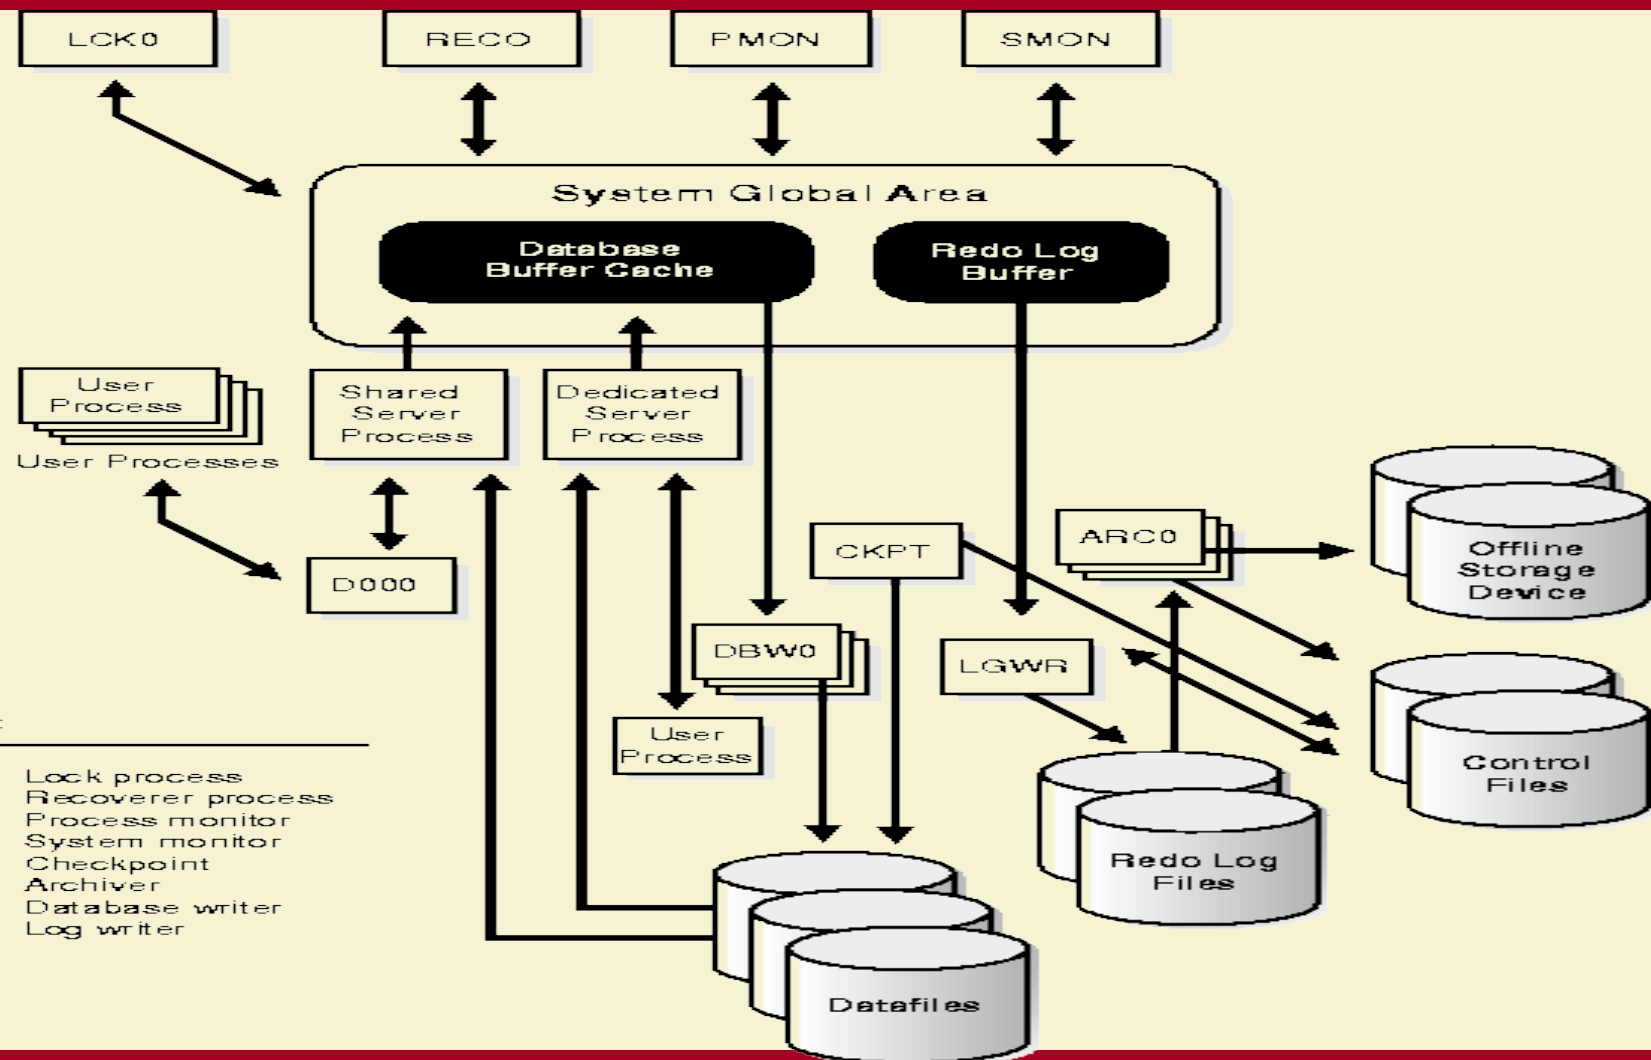 LCK0
RECO
PMON
SMON
System Global Area
Database
Buffer Cache
Redo Log
Buffer
User
Process
User Processes
Shared
Server
Process
Dedicated
Server
Process
D000
CKPT
ARC0
Offline
Storage
Device
DBW0
LGWR
User
Process
Control
Files
Redo Log
Files
Datafiles
Lock process
Recoverer process
Process monitor
System monitor
Checkpoint
Archiver
Database writer
Log writer